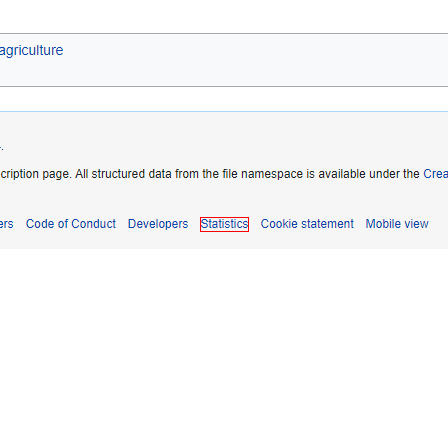 agriculture
cription page. All structured data from the file namespace is available under the Crea
ers Code of Conduct Developers Statistics Cookie statement Mobile view